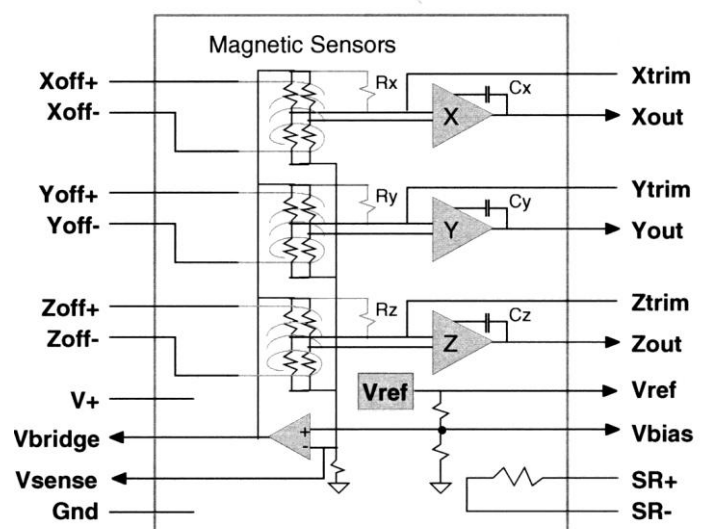 Magnetic Sensors
Xoff+
Rx
Cx
Xtrim
Xoff-
X
Xout
Yoff+
Ry
Cy
Ytrim
Yoff-
Y
Yout
Zoff+
Rz
Cz
Ztrim
Zoff-
Z
Zout
V+
Vref
Vref
Vbridge
+
-
Vbias
Vsense
SR+
Gnd
SR-